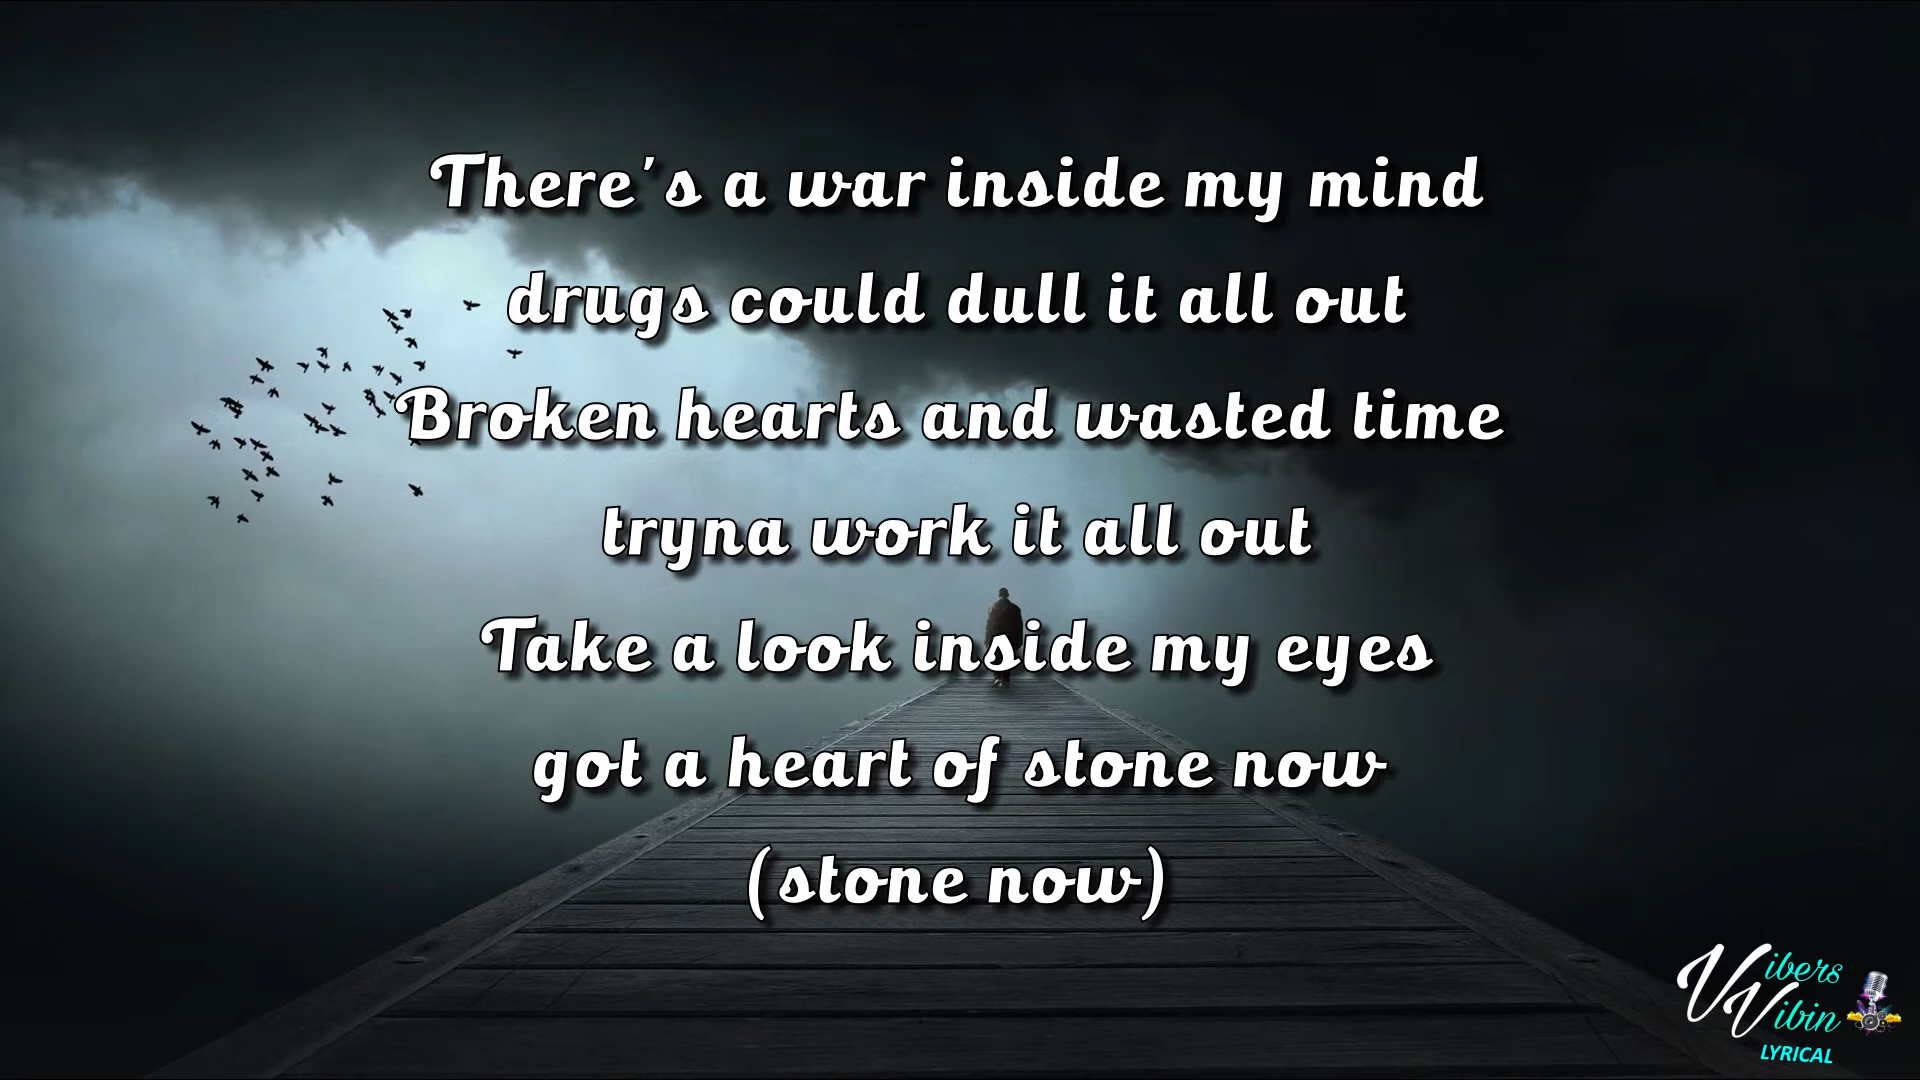 There's a war inside my mind
drugs could dull it all out
Broken hearts and wasted time
tryna work it all out
Take a look inside my eyes
got a heart of stone now
(stone now)
Vibers
Vibin
LYRICAL